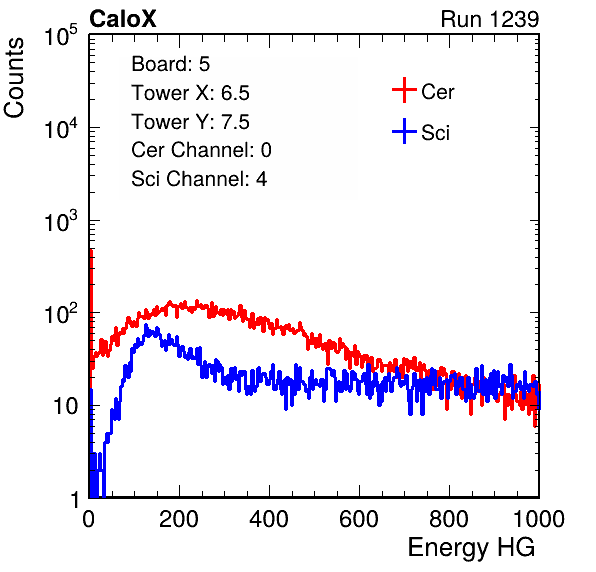 CaloX Run 1239
Board: 5
Tower X: 6.5
Tower Y: 7.5
Cer Channel: 0
Sci Channel: 4
Cer
Sci
Counts
10^5
10^4
10^3
10^2
10
1
0 200 400 600 800 1000
Energy HG